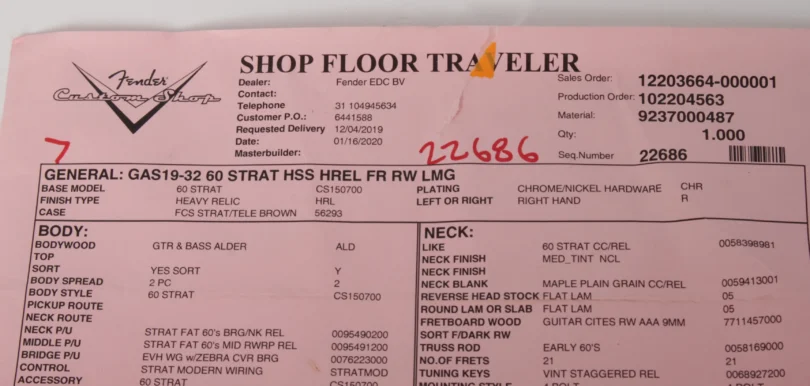 Fender
Custom Shop
SHOP FLOOR TRAVELER
Dealer: Fender EDC BV
Contact:
Telephone 31 104945634
Customer P.O.: 6441588
Requested Delivery 12/04/2019
Date: 01/16/2020
Masterbuilder:
Sales Order: 12203664-000001
Production Order: 102204563
Material: 9237000487
Qty: 1.000
Seq.Number 22686
7
22686
GENERAL: GAS19-32 60 STRAT HSS HREL FR RW LMG
BASE MODEL 60 STRAT CS150700 PLATING CHROME/NICKEL HARDWARE CHR
FINISH TYPE HEAVY RELIC HRL LEFT OR RIGHT RIGHT HAND R
CASE FCS STRAT/TELE BROWN 56293
BODY:
BODYWOOD GTR & BASS ALDER ALD
TOP
SORT YES SORT Y
BODY SPREAD 2 PC 2
BODY STYLE 60 STRAT CS150700
PICKUP ROUTE
NECK ROUTE
NECK P/U STRAT FAT 60's BRG/NK REL 0095490200
MIDDLE P/U STRAT FAT 60's MID RWRP REL 0095491200
BRIDGE P/U EVH WG w/ZEBRA CVR BRG 0076223000
CONTROL STRAT MODERN WIRING STRATMOD
ACCESSORY 60 STRAT CS150700
NECK:
LIKE 60 STRAT CC/REL 0058398981
NECK FINISH MED_TINT NCL
NECK FINISH
NECK BLANK MAPLE PLAIN GRAIN CC/REL 0059413001
REVERSE HEAD STOCK FLAT LAM 05
ROUND LAM OR SLAB FLAT LAM 05
FRETBOARD WOOD GUITAR CITES RW AAA 9MM 7711457000
SORT F/DARK RW
TRUSS ROD EARLY 60'S 0058169000
NO.OF FRETS 21 21
TUNING KEYS VINT STAGGERED REL 0068927200
MOUNTING STYLE 4 BOLT 4 BOLT